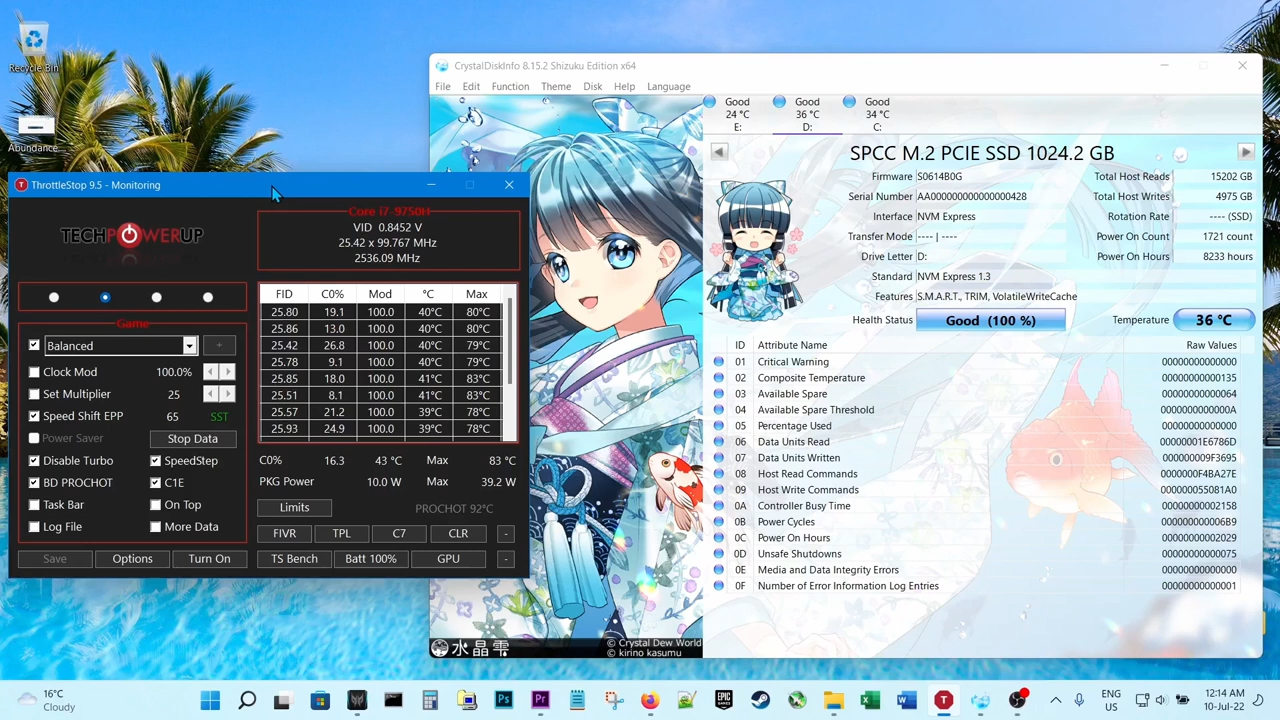 Recycle Bin
Abundance
CrystalDiskInfo 8.15.2 Shizuku Edition x64
File Edit Function Theme Disk Help Language
Good Good Good
24 °C 36 °C 34 °C
E: D: C:
SPCC M.2 PCIE SSD 1024.2 GB
Firmware S0614B0G Total Host Reads 15202 GB
Serial Number AA00000000000000428 Total Host Writes 4975 GB
Interface NVM Express Rotation Rate ---- (SSD)
Transfer Mode ---- | ---- Power On Count 1721 count
Drive Letter D: Power On Hours 8233 hours
Standard NVM Express 1.3
Features S.M.A.R.T., TRIM, VolatileWriteCache
Health Status Good (100 %) Temperature 36 °C
ID Attribute Name Raw Values
01 Critical Warning 00000000000000
02 Composite Temperature 00000000000135
03 Available Spare 00000000000064
04 Available Spare Threshold 0000000000000A
05 Percentage Used 00000000000000
06 Data Units Read 00000001E6786D
07 Data Units Written 000000009F3695
08 Host Read Commands 0000000F4BA27E
09 Host Write Commands 000000055081A0
0A Controller Busy Time 00000000002158
0B Power Cycles 000000000006B9
0C Power On Hours 00000000002029
0D Unsafe Shutdowns 00000000000075
0E Media and Data Integrity Errors 00000000000000
0F Number of Error Information Log Entries 00000000000001
水晶雫
© Crystal Dew World
© kirino kasumu
ThrottleStop 9.5 - Monitoring
TECHPOWERUP
Core i7-9750H
VID 0.8452 V
25.42 x 99.767 MHz
2536.09 MHz
Game
Balanced
Clock Mod 100.0%
Set Multiplier 25
Speed Shift EPP 65 SST
Power Saver Stop Data
Disable Turbo SpeedStep
BD PROCHOT C1E
Task Bar On Top
Log File More Data
Save Options Turn On
FID C0% Mod °C Max
25.80 19.1 100.0 40°C 80°C
25.86 13.0 100.0 40°C 80°C
25.42 26.8 100.0 40°C 79°C
25.78 9.1 100.0 40°C 79°C
25.85 18.0 100.0 41°C 83°C
25.51 8.1 100.0 41°C 83°C
25.57 21.2 100.0 39°C 78°C
25.93 24.9 100.0 39°C 78°C
C0% 16.3 43 °C Max 83 °C
PKG Power 10.0 W Max 39.2 W
Limits PROCHOT 92°C
FIVR TPL C7 CLR -
TS Bench Batt 100% GPU -
16°C
Cloudy
EPIC GAMES
ENG
US
12:14 AM
10-Jul-22